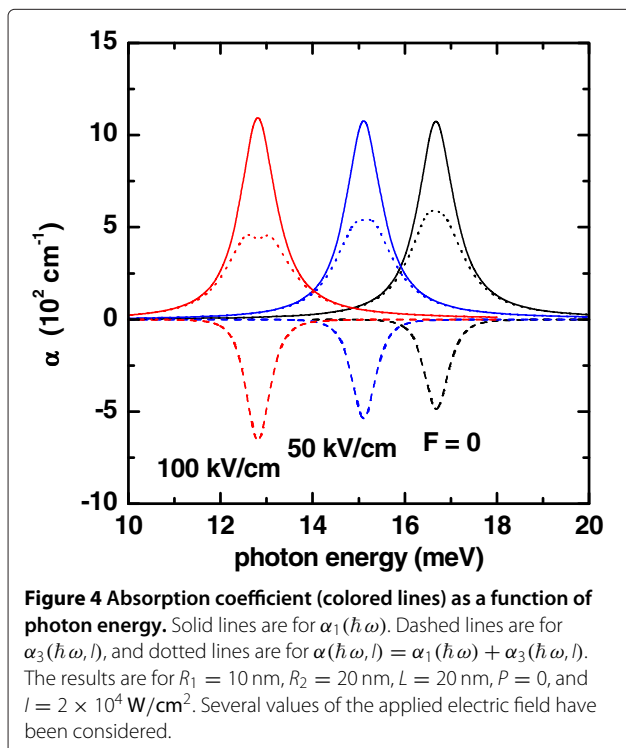 15
10
5
0
-5
-10
α (10² cm⁻¹)
F = 0
50 kV/cm
100 kV/cm
10 12 14 16 18 20
photon energy (meV)
Figure 4 Absorption coefficient (colored lines) as a function of
photon energy. Solid lines are for α₁(ℏω). Dashed lines are for
α₃(ℏω, I), and dotted lines are for α(ℏω, I) = α₁(ℏω) + α₃(ℏω, I).
The results are for R₁ = 10 nm, R₂ = 20 nm, L = 20 nm, P = 0, and
I = 2 × 10⁴ W/cm². Several values of the applied electric field have
been considered.